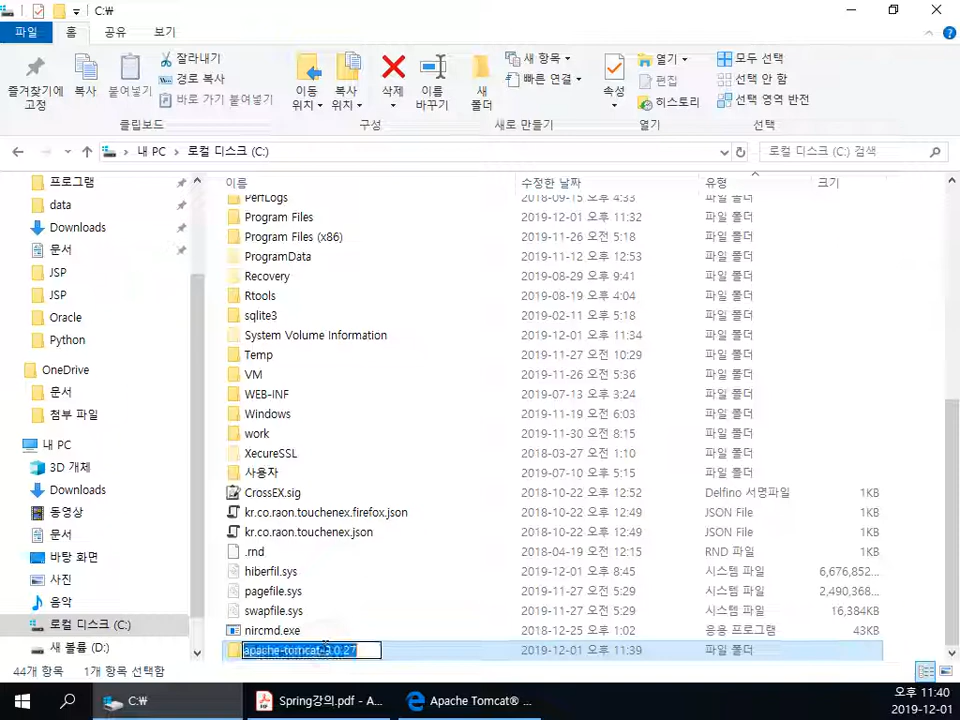 C:₩
파일 홈 공유 보기
즐겨찾기에 고정
복사
붙여넣기
잘라내기
경로 복사
바로 가기 붙여넣기
클립보드
이동 위치
복사 위치
삭제
이름 바꾸기
구성
새 폴더
새 항목
빠른 연결
새로 만들기
속성
열기
편집
히스토리
열기
모두 선택
선택 안 함
선택 영역 반전
선택
내 PC 로컬 디스크 (C:) 로컬 디스크 (C:) 검색
프로그램
data
Downloads
문서
JSP
JSP
Oracle
Python
OneDrive
문서
첨부 파일
내 PC
3D 개체
Downloads
동영상
문서
바탕 화면
사진
음악
로컬 디스크 (C:)
새 볼륨 (D:)
이름 수정한 날짜 유형 크기
PerfLogs 2018-09-15 오후 4:33 파일 폴더
Program Files 2019-12-01 오후 11:32 파일 폴더
Program Files (x86) 2019-11-26 오전 5:18 파일 폴더
ProgramData 2019-11-12 오후 12:53 파일 폴더
Recovery 2019-08-29 오후 9:41 파일 폴더
Rtools 2019-08-19 오후 4:04 파일 폴더
sqlite3 2019-02-11 오후 5:18 파일 폴더
System Volume Information 2019-12-01 오후 11:34 파일 폴더
Temp 2019-11-27 오전 10:29 파일 폴더
VM 2019-11-26 오후 5:36 파일 폴더
WEB-INF 2019-07-13 오후 3:24 파일 폴더
Windows 2019-11-19 오후 6:03 파일 폴더
work 2019-11-30 오후 8:15 파일 폴더
XecureSSL 2018-03-27 오후 1:10 파일 폴더
사용자 2019-07-10 오후 5:15 파일 폴더
CrossEX.sig 2018-10-22 오후 12:52 Delfino 서명파일 1KB
kr.co.raon.touchenex.firefox.json 2018-10-22 오후 12:49 JSON File 1KB
kr.co.raon.touchenex.json 2018-10-22 오후 12:49 JSON File 1KB
.rnd 2018-04-19 오후 12:15 RND 파일 1KB
hiberfil.sys 2019-12-01 오후 8:45 시스템 파일 6,676,852...
pagefile.sys 2019-11-27 오후 5:29 시스템 파일 2,490,368...
swapfile.sys 2019-11-27 오후 5:29 시스템 파일 16,384KB
nircmd.exe 2018-12-25 오후 1:02 응용 프로그램 43KB
apache-tomcat-9.0.27 2019-12-01 오후 11:39 파일 폴더
44개 항목 1개 항목 선택함
C:₩ Spring강의.pdf - A... Apache Tomcat® ...
오후 11:40
2019-12-01